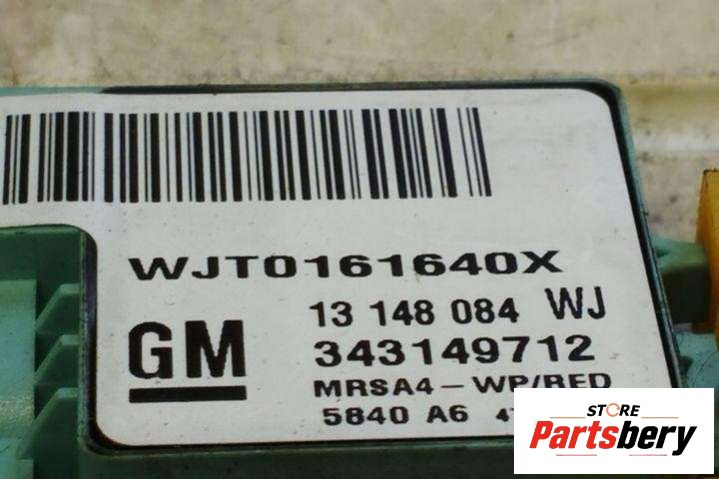 WJT0161640X
GM
13 148 084 WJ
343149712
MRSA4-WP/RED
5840 A6
STORE
Partsbery